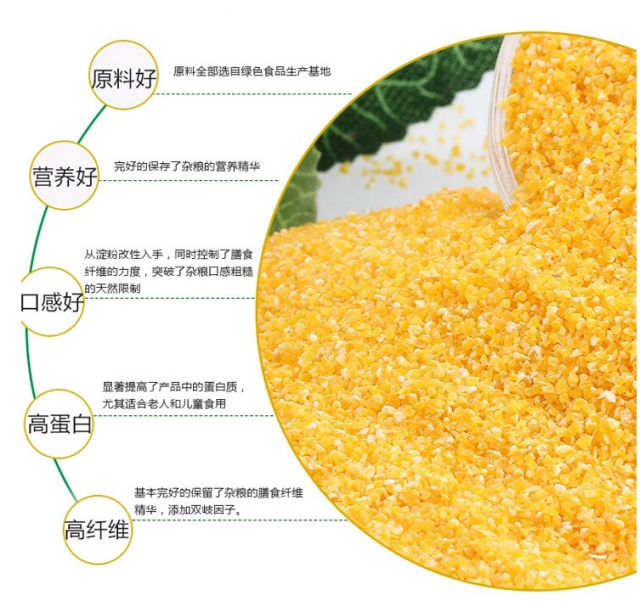 原料好
原料全部选目绿色食品生产基地
营养好
完好的保存了杂粮的营养精华
口感好
从淀粉改性入手，同时控制了膳食
纤维的力度，突破了杂粮口感粗糙
的天然限制
高蛋白
显著提高了产品中的蛋白质，
尤其适合老人和儿童食用
高纤维
基本完好的保留了杂粮的膳食纤维
精华，添加双岐因子。